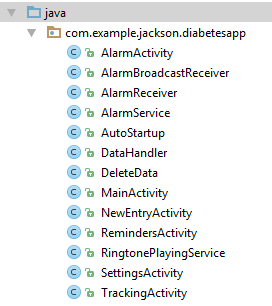 java
com.example.jackson.diabetesapp
AlarmActivity
AlarmBroadcastReceiver
AlarmReceiver
AlarmService
AutoStartup
DataHandler
DeleteData
MainActivity
NewEntryActivity
RemindersActivity
RingtonePlayingService
SettingsActivity
TrackingActivity